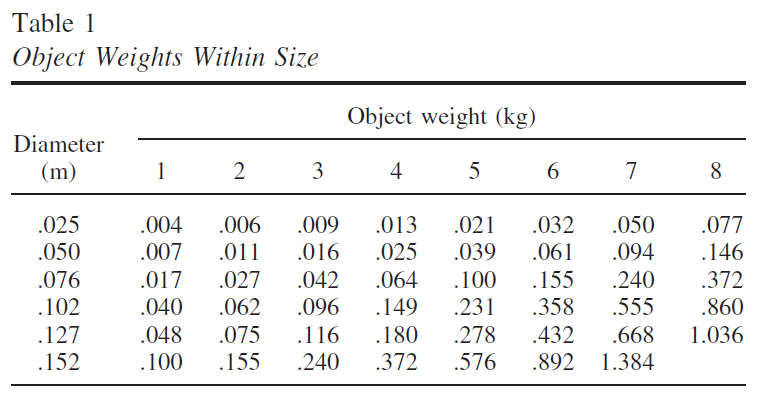 Table 1
Object Weights Within Size
Object weight (kg)
Diameter
(m) 1 2 3 4 5 6 7 8
.025 .004 .006 .009 .013 .021 .032 .050 .077
.050 .007 .011 .016 .025 .039 .061 .094 .146
.076 .017 .027 .042 .064 .100 .155 .240 .372
.102 .040 .062 .096 .149 .231 .358 .555 .860
.127 .048 .075 .116 .180 .278 .432 .668 1.036
.152 .100 .155 .240 .372 .576 .892 1.384